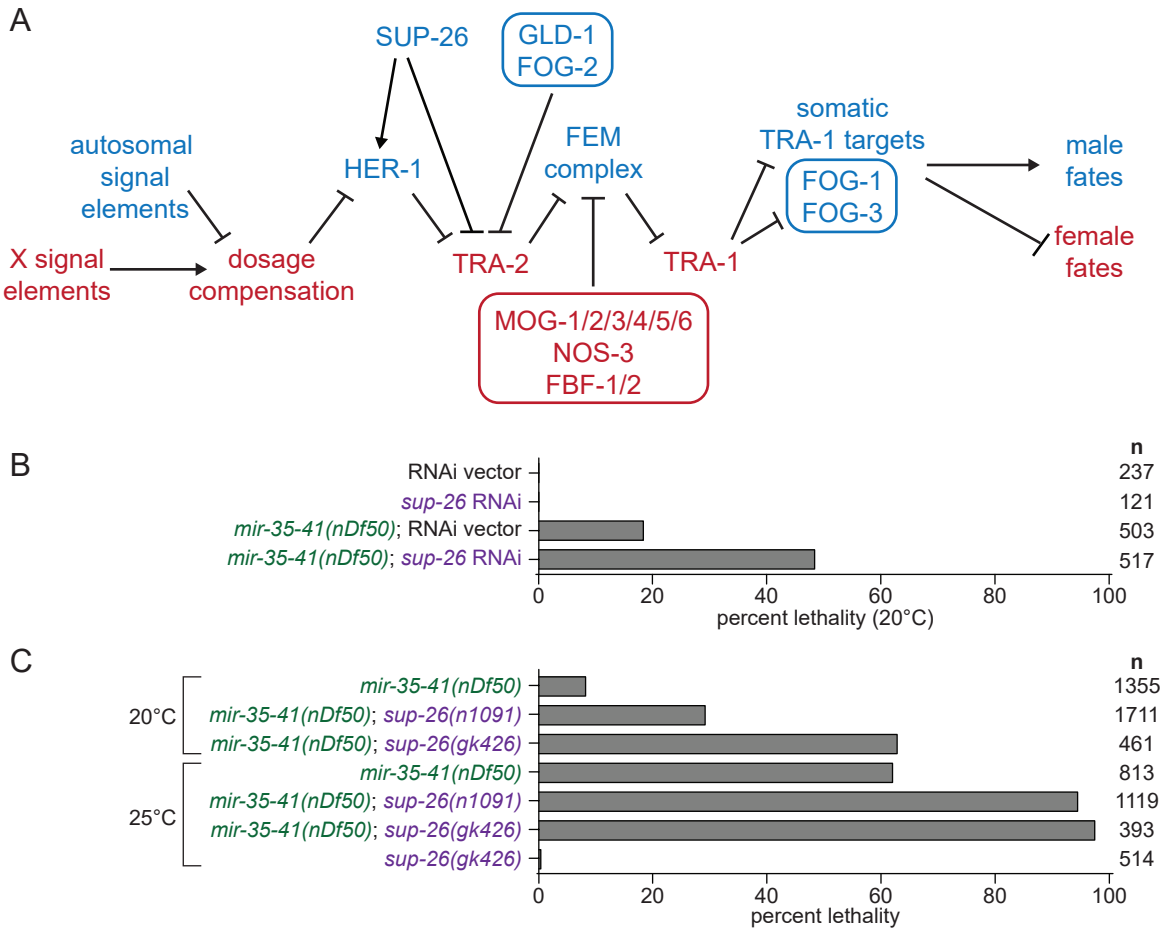 A
SUP-26
GLD-1
FOG-2
autosomal
signal
elements
HER-1
FEM
complex
somatic
TRA-1 targets
FOG-1
FOG-3
male
fates
X signal
elements
dosage
compensation
TRA-2
TRA-1
female
fates
MOG-1/2/3/4/5/6
NOS-3
FBF-1/2
B
n
RNAi vector 237
sup-26 RNAi 121
mir-35-41(nDf50); RNAi vector 503
mir-35-41(nDf50); sup-26 RNAi 517
0 20 40 60 80 100
percent lethality (20°C)
C
n
20°C
mir-35-41(nDf50) 1355
mir-35-41(nDf50); sup-26(n1091) 1711
mir-35-41(nDf50); sup-26(gk426) 461
25°C
mir-35-41(nDf50) 813
mir-35-41(nDf50); sup-26(n1091) 1119
mir-35-41(nDf50); sup-26(gk426) 393
sup-26(gk426) 514
0 20 40 60 80 100
percent lethality